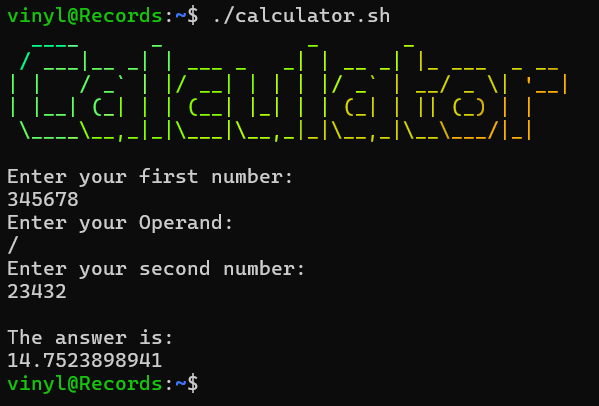 vinyl@Records:~$ ./calculator.sh
Calculator
Enter your first number:
345678
Enter your Operand:
/
Enter your second number:
23432
The answer is:
14.7523898941
vinyl@Records:~$